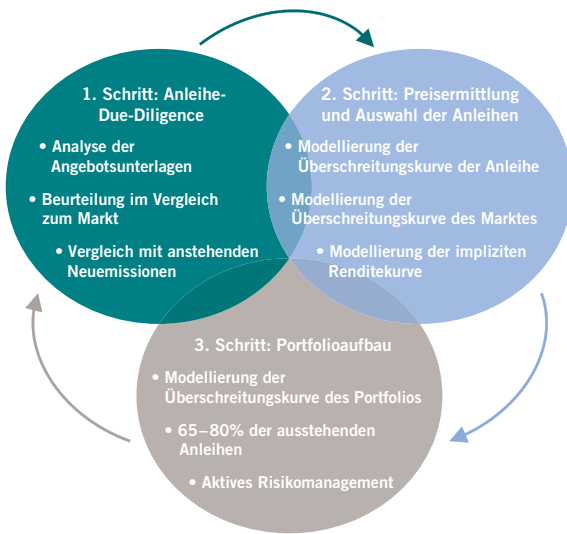 1. Schritt: Anleihe-
Due-Diligence
• Analyse der
Angebotsunterlagen
• Beurteilung im Vergleich
zum Markt
• Vergleich mit anstehenden
Neuemissionen
2. Schritt: Preisermittlung
und Auswahl der Anleihen
• Modellierung der
Überschreitungskurve der Anleihe
• Modellierung der
Überschreitungskurve des Marktes
• Modellierung der impliziten
Renditekurve
3. Schritt: Portfolioaufbau
• Modellierung der
Überschreitungskurve des Portfolios
• 65–80% der ausstehenden
Anleihen
• Aktives Risikomanagement